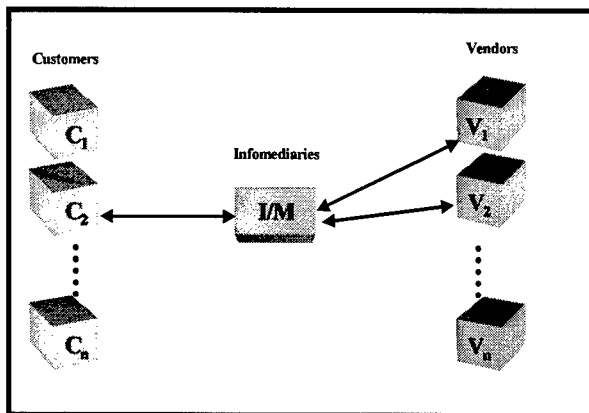 Customers
Vendors
C1
V1
Infomediaries
C2
I/M
V2
Cn
Vn